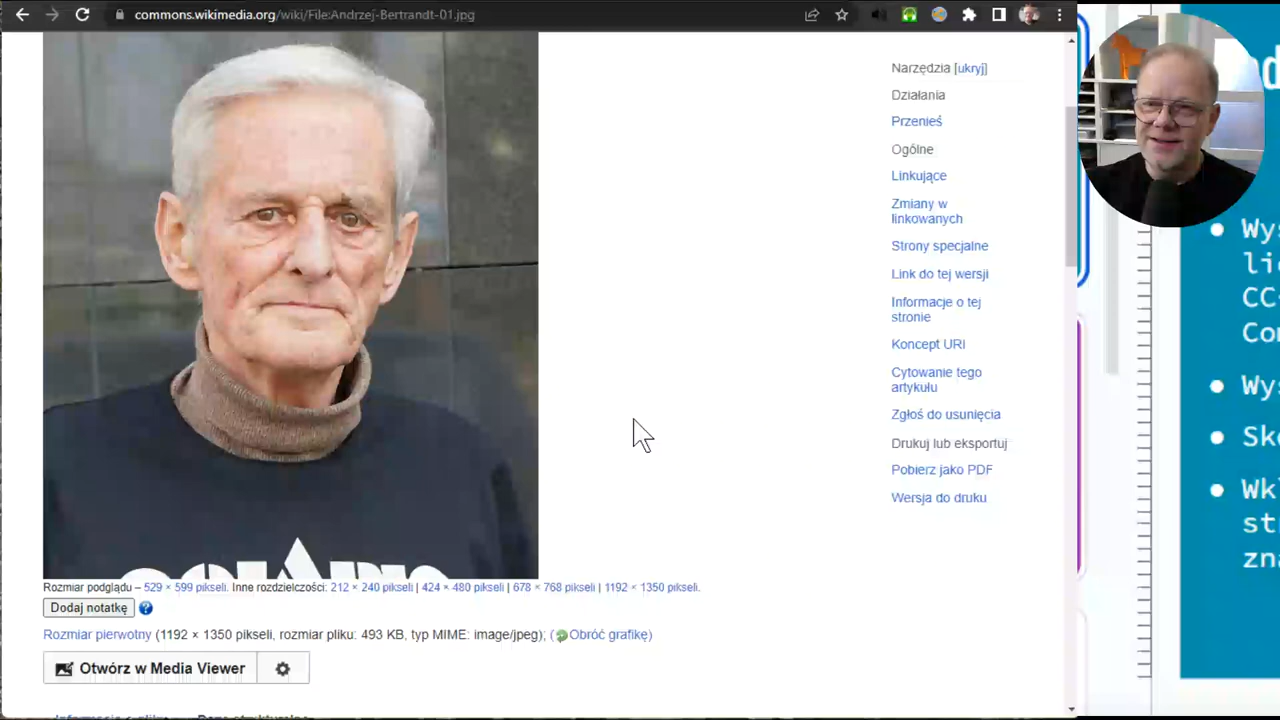 commons.wikimedia.org/wiki/File:Andrzej-Bertrandt-01.jpg
Narzędzia [ukryj]
Działania
Przenieś
Ogólne
Linkujące
Zmiany w
linkowanych
Strony specjalne
Link do tej wersji
Informacje o tej
stronie
Koncept URI
Cytowanie tego
artykułu
Zgłoś do usunięcia
Drukuj lub eksportuj
Pobierz jako PDF
Wersja do druku
Rozmiar podglądu – 529 × 599 pikseli. Inne rozdzielczości: 212 × 240 pikseli | 424 × 480 pikseli | 678 × 768 pikseli | 1192 × 1350 pikseli.
Dodaj notatkę
Rozmiar pierwotny (1192 × 1350 pikseli, rozmiar pliku: 493 KB, typ MIME: image/jpeg); (Obróć grafikę)
Otwórz w Media Viewer